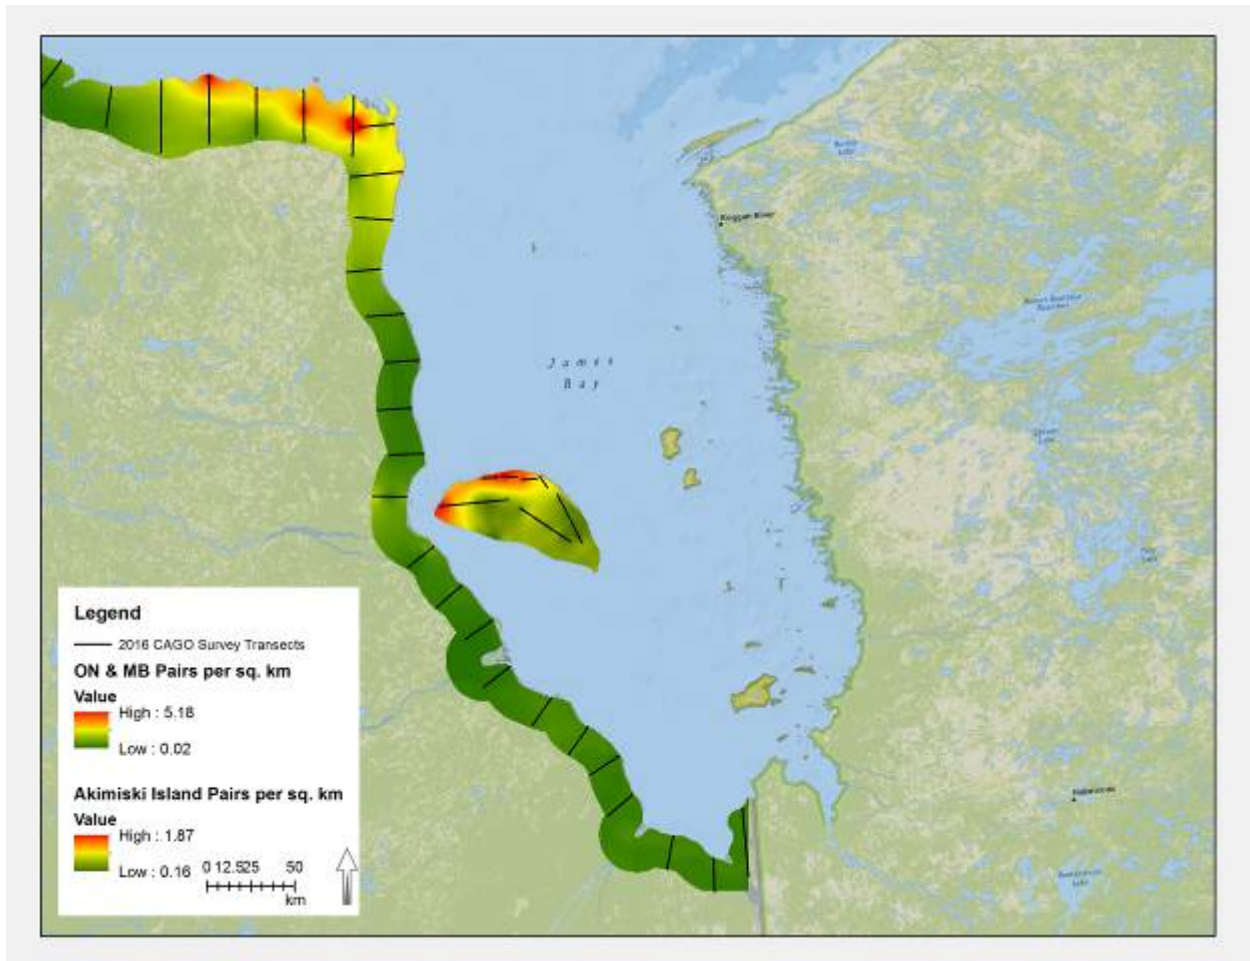 James
Bay
Legend
2016 CAGO Survey Transects
ON & MB Pairs per sq. km
Value
High : 5.18
Low : 0.02
Akimiski Island Pairs per sq. km
Value
High : 1.87
Low : 0.16
0 12.525 50
km